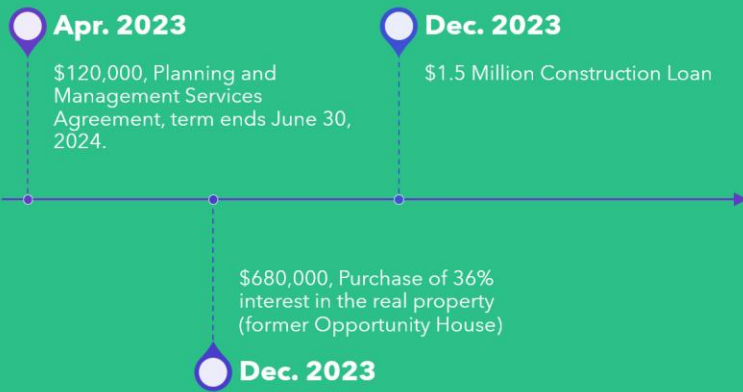 Apr. 2023
$120,000, Planning and
Management Services
Agreement, term ends June 30,
2024.
Dec. 2023
$1.5 Million Construction Loan
$680,000, Purchase of 36%
interest in the real property
(former Opportunity House)
Dec. 2023